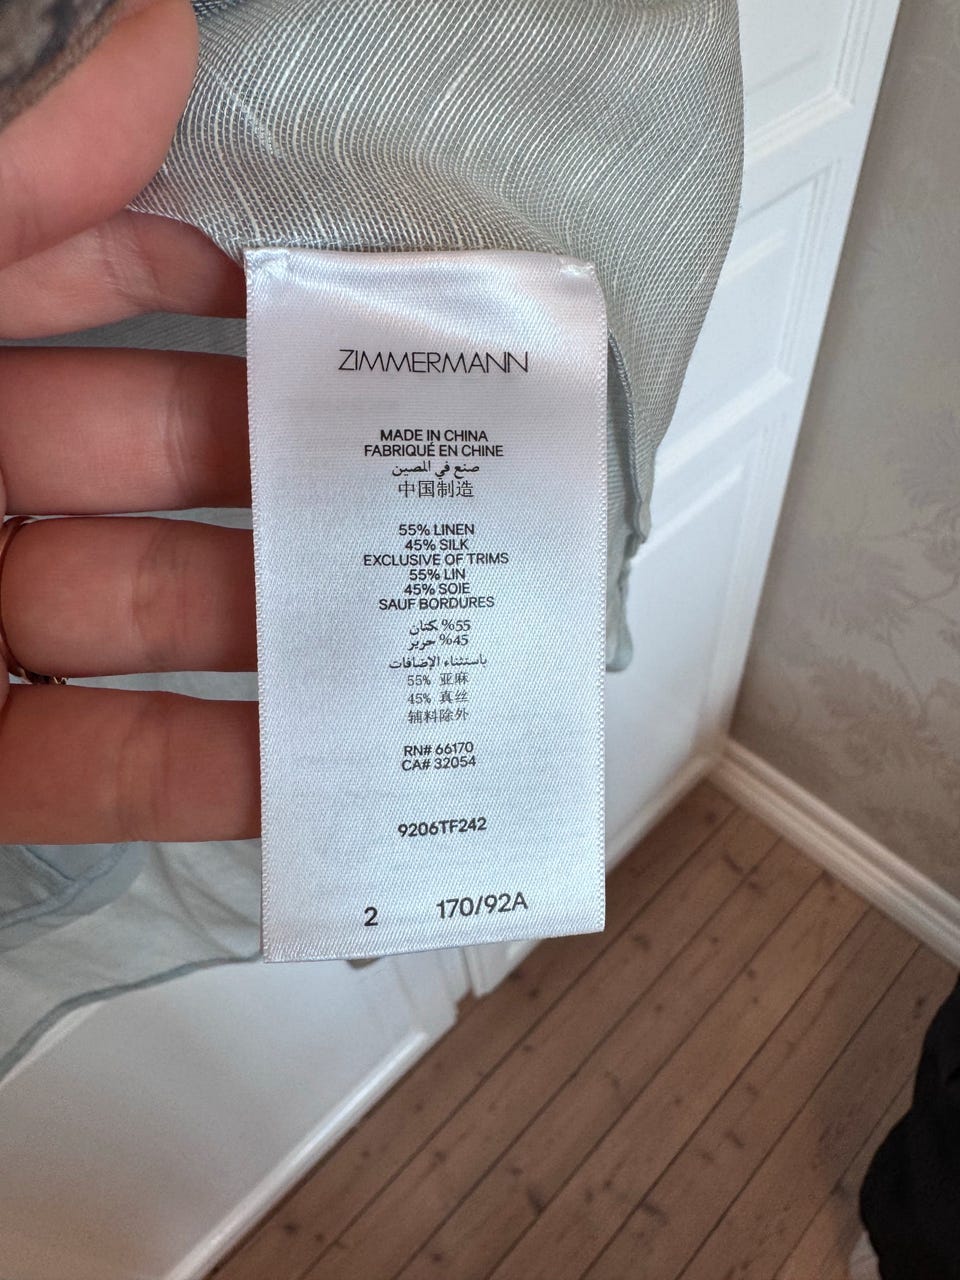 ZIMMERMANN
MADE IN CHINA
FABRIQUÉ EN CHINE
صنع في المصين
中国制造
55% LINEN
45% SILK
EXCLUSIVE OF TRIMS
55% LIN
45% SOIE
SAUF BORDURES
55% كتان
45% حرير
باستثناء الإضافات
55% 亚麻
45% 真丝
辅料除外
RN# 66170
CA# 32054
9206TF242
2 170/92A